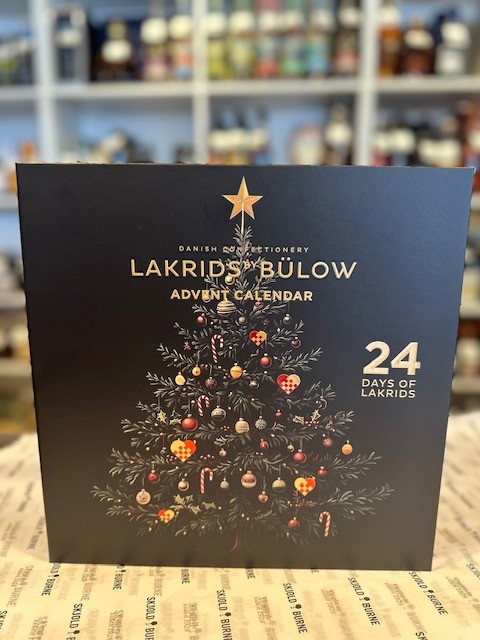 DANISH CONFECTIONERY
LAKRIDS BY BÜLOW
ADVENT CALENDAR
24
DAYS OF
LAKRIDS
SKJOLD & BURNE